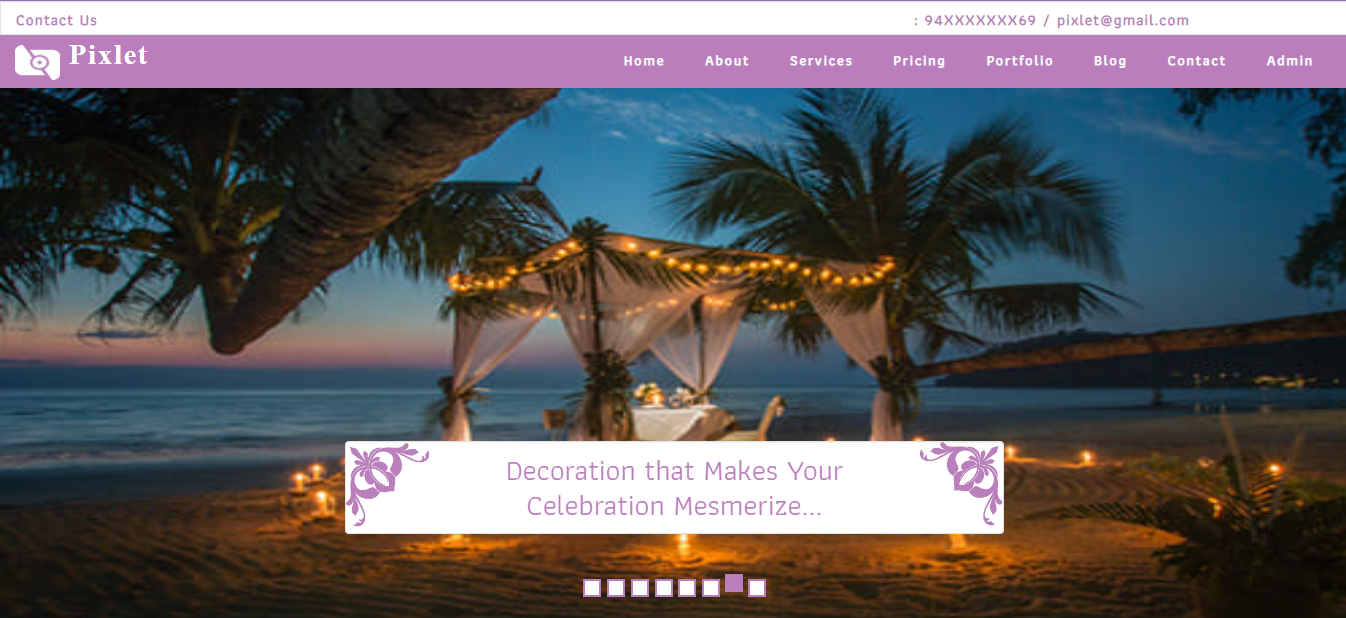 Contact Us
: 94XXXXXXX69 / pixlet@gmail.com
Pixlet
Home About Services Pricing Portfolio Blog Contact Admin
Decoration that Makes Your
Celebration Mesmerize...